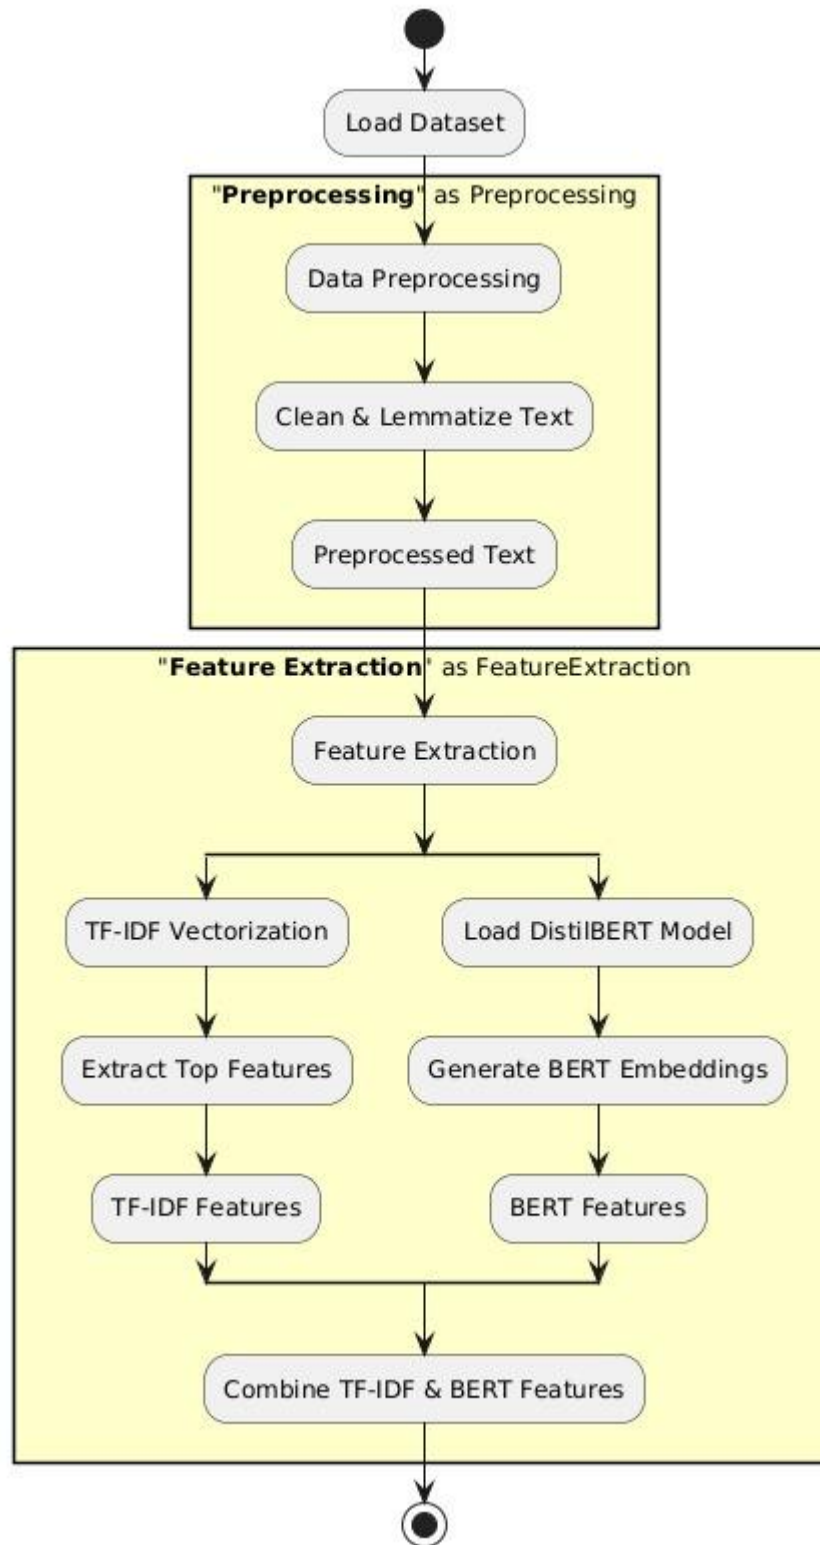 Load Dataset
"Preprocessing" as Preprocessing
Data Preprocessing
Clean & Lemmatize Text
Preprocessed Text
"Feature Extraction" as FeatureExtraction
Feature Extraction
TF-IDF Vectorization
Load DistilBERT Model
Extract Top Features
Generate BERT Embeddings
TF-IDF Features
BERT Features
Combine TF-IDF & BERT Features